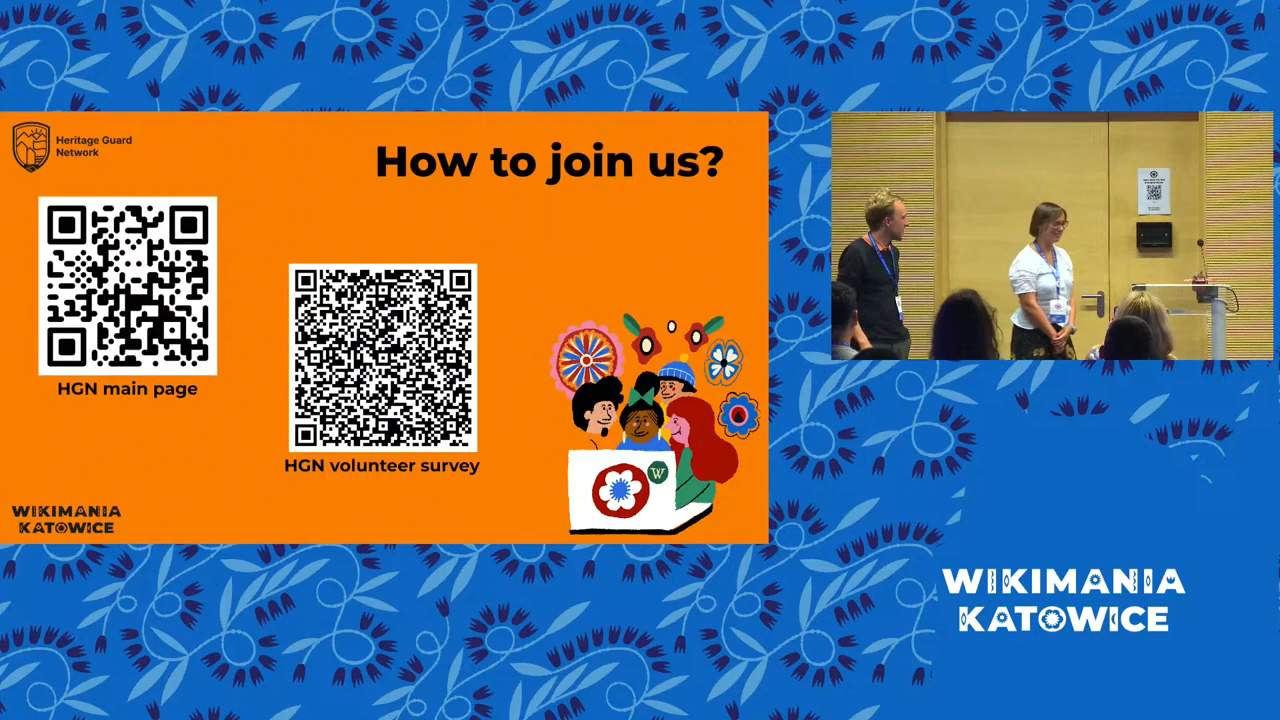 Heritage Guard
Network
How to join us?
HGN main page
HGN volunteer survey
W
WIKIMANIA
KATOWICE
WIKIMANIA
KATOWICE